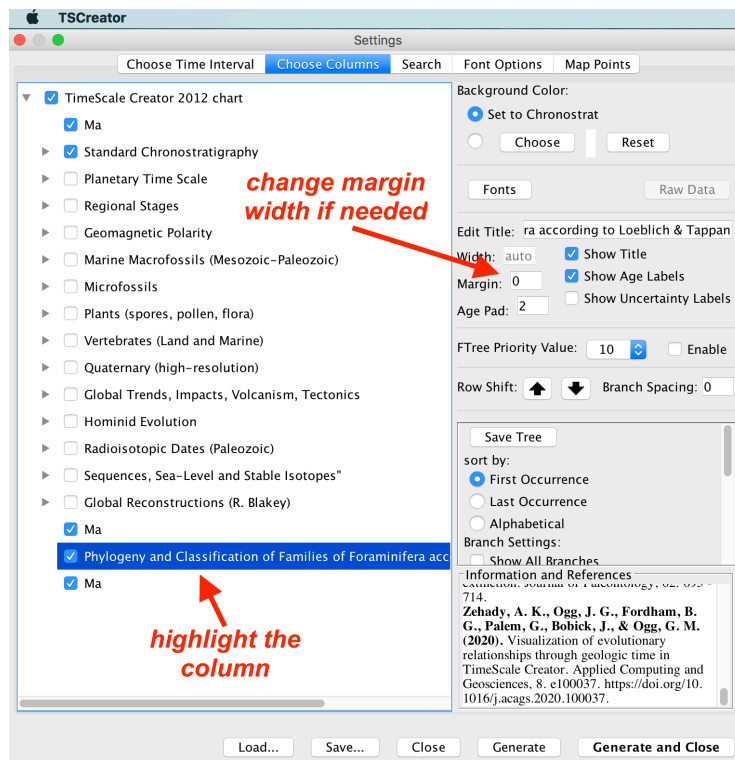 TSCreator
Settings
Choose Time Interval Choose Columns Search Font Options Map Points
TimeScale Creator 2012 chart
Ma
Standard Chronostratigraphy
Planetary Time Scale
Regional Stages
Geomagnetic Polarity
Marine Macrofossils (Mesozoic-Paleozoic)
Microfossils
Plants (spores, pollen, flora)
Vertebrates (Land and Marine)
Quaternary (high-resolution)
Global Trends, Impacts, Volcanism, Tectonics
Hominid Evolution
Radioisotopic Dates (Paleozoic)
Sequences, Sea-Level and Stable Isotopes"
Global Reconstructions (R. Blakey)
Ma
Phylogeny and Classification of Families of Foraminifera acc
Ma
change margin
width if needed
highlight the
column
Background Color:
Set to Chronostrat
Choose Reset
Fonts Raw Data
Edit Title: ra according to Loeblich & Tappan
Width: auto Show Title
Margin: 0 Show Age Labels
Age Pad: 2 Show Uncertainty Labels
FTree Priority Value: 10 Enable
Row Shift: Branch Spacing: 0
Save Tree
sort by:
First Occurrence
Last Occurrence
Alphabetical
Branch Settings:
Show All Branches
Information and References
extinction. Journal of Paleontology, 62: 695 -
714.
Zehady, A. K., Ogg, J. G., Fordham, B.
G., Palem, G., Bobick, J., & Ogg, G. M.
(2020). Visualization of evolutionary
relationships through geologic time in
TimeScale Creator. Applied Computing and
Geosciences, 8. e100037. https://doi.org/10.
1016/j.acags.2020.100037.
Load... Save... Close Generate Generate and Close